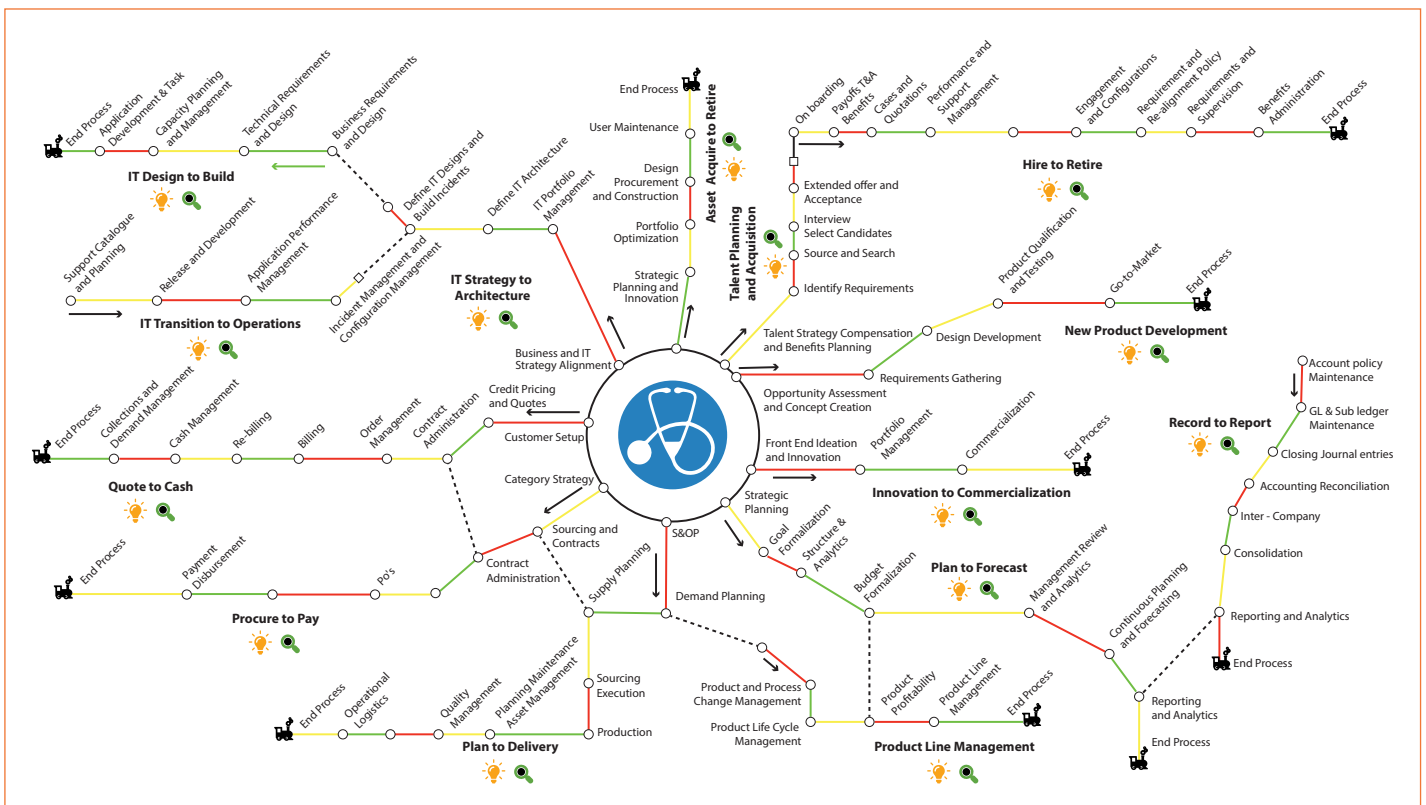 End Process
Application
Development & Task
Capacity Planning
and Management
Technical Requirements
and Design
Business Requirements
and Design
IT Design to Build
Define IT Designs and
Build Incidents
Define IT Architecture
IT Portfolio
Management
Support Catalogue
and Planning
Release and Development
Application Performance
Management
Incident Management and
Configuration Management
IT Transition to Operations
IT Strategy to
Architecture
Business and IT
Strategy Alignment
End Process
User Maintenance
Design
Procurement
and Construction
Portfolio
Optimization
Strategic
Planning and
Innovation
Asset Acquire to Retire
Talent Planning
and Acquisition
On boarding
Payoffs T&A
Benefits
Cases and
Quotations
Performance and
Support
Management
Engagement
and Configurations
Requirement and
Re-alignment Policy
Requirements and
Supervision
Benefits
Administration
End Process
Hire to Retire
Extended offer and
Acceptance
Interview
Select Candidates
Source and Search
Identify Requirements
Talent Strategy Compensation
and Benefits Planning
Product Qualification
and Testing
Go-to-Market
End Process
Design Development
New Product Development
Requirements Gathering
Opportunity Assessment
and Concept Creation
Account policy
Maintenance
GL & Sub ledger
Maintenance
Record to Report
Closing Journal entries
Accounting Reconciliation
Inter - Company
Consolidation
Reporting and Analytics
End Process
Credit Pricing
and Quotes
Customer Setup
End Process
Collections and
Demand Management
Cash Management
Re-billing
Billing
Order
Management
Contract
Administration
Quote to Cash
Category Strategy
Sourcing and
Contracts
Contract
Administration
End Process
Payment
Disbursement
Po's
Procure to Pay
Front End Ideation
and Innovation
Portfolio
Management
Commercialization
End Process
Innovation to Commercialization
Strategic
Planning
Goal
Formalization
Structure &
Analytics
Budget
Formalization
Plan to Forecast
Management Review
and Analytics
Continuous Planning
and Forecasting
Reporting
and Analytics
End Process
S&OP
Supply Planning
Demand Planning
Sourcing
Execution
Production
End Process
Operational
Logistics
Quality
Management
Planning Maintenance
Asset Management
Plan to Delivery
Product and Process
Change Management
Product Life Cycle
Management
Product
Profitability
Product Line
Management
End Process
Product Line Management